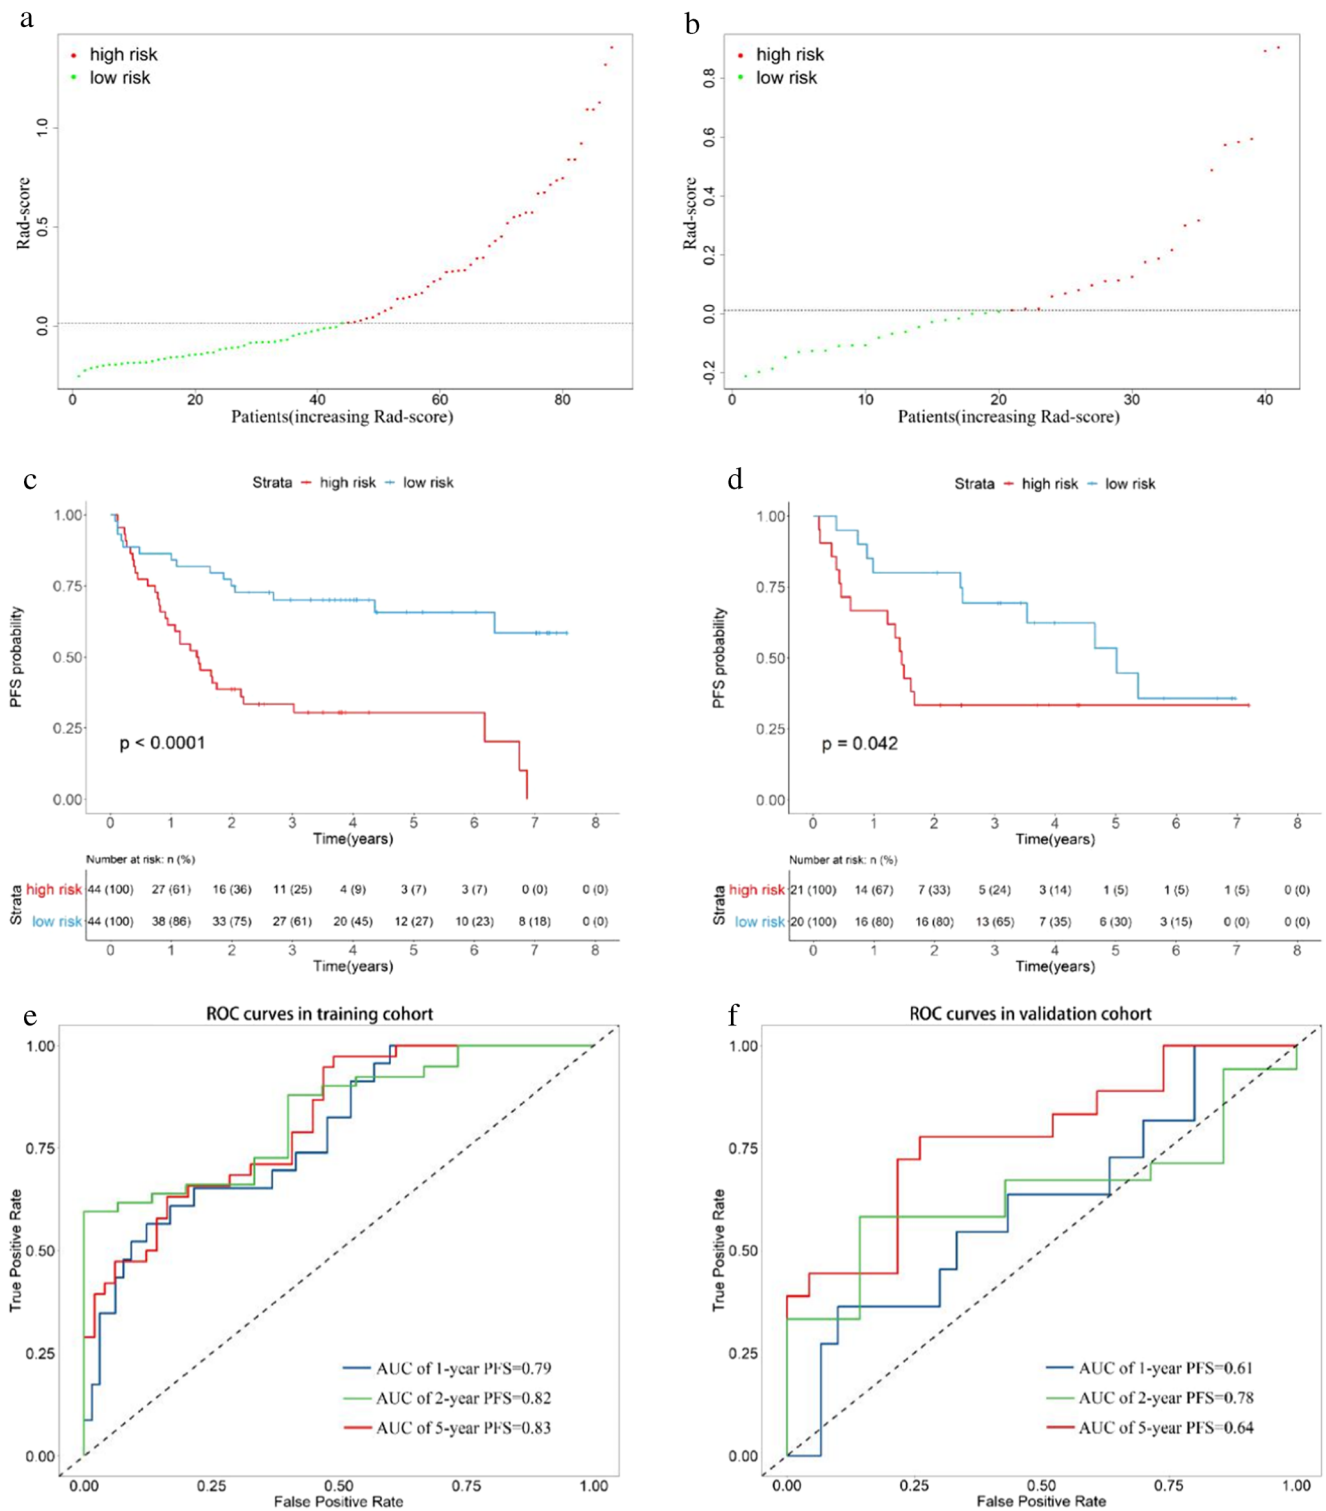 a
high risk
low risk
Rad-score
1.0
0.5
0.0
0 20 40 60 80
Patients(increasing Rad-score)
b
high risk
low risk
Rad-score
0.8
0.6
0.4
0.2
0.0
-0.2
0 10 20 30 40
Patients(increasing Rad-score)
c
Strata high risk low risk
PFS probability
1.00
0.75
0.50
0.25
0.00
p < 0.0001
0 1 2 3 4 5 6 7 8
Time(years)
Number at risk: n (%)
Strata
high risk 44 (100) 27 (61) 16 (36) 11 (25) 4 (9) 3 (7) 3 (7) 0 (0) 0 (0)
low risk 44 (100) 38 (86) 33 (75) 27 (61) 20 (45) 12 (27) 10 (23) 8 (18) 0 (0)
0 1 2 3 4 5 6 7 8
Time(years)
d
Strata high risk low risk
PFS probability
1.00
0.75
0.50
0.25
0.00
p = 0.042
0 1 2 3 4 5 6 7 8
Time(years)
Number at risk: n (%)
Strata
high risk 21 (100) 14 (67) 7 (33) 5 (24) 3 (14) 1 (5) 1 (5) 1 (5) 0 (0)
low risk 20 (100) 16 (80) 16 (80) 13 (65) 7 (35) 6 (30) 3 (15) 0 (0) 0 (0)
0 1 2 3 4 5 6 7 8
Time(years)
e
ROC curves in training cohort
True Positive Rate
1.00
0.75
0.50
0.25
0.00
AUC of 1-year PFS=0.79
AUC of 2-year PFS=0.82
AUC of 5-year PFS=0.83
0.00 0.25 0.50 0.75 1.00
False Positive Rate
f
ROC curves in validation cohort
True Positive Rate
1.00
0.75
0.50
0.25
0.00
AUC of 1-year PFS=0.61
AUC of 2-year PFS=0.78
AUC of 5-year PFS=0.64
0.00 0.25 0.50 0.75 1.00
False Positive Rate